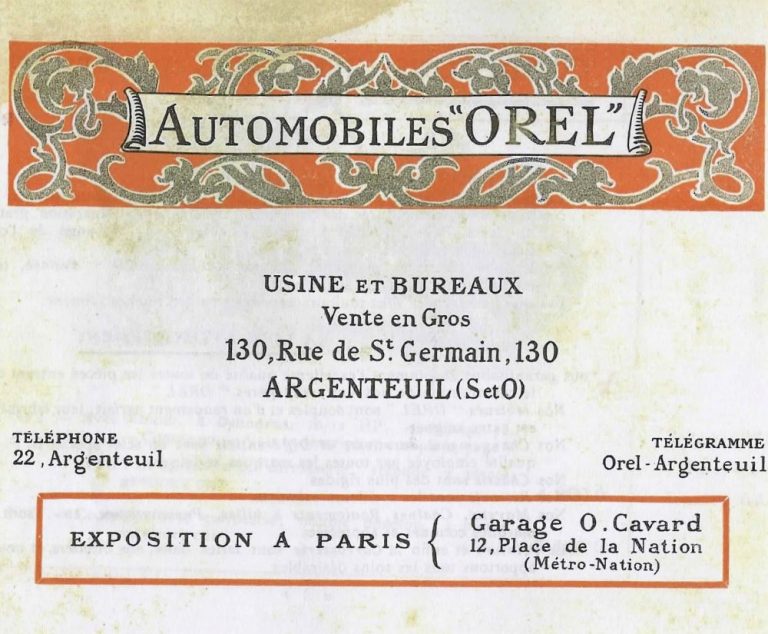 AUTOMOBILES "OREL"
USINE ET BUREAUX
Vente en Gros
130, Rue de St. Germain, 130
ARGENTEUIL (S et O)
TÉLÉPHONE
22, Argenteuil
TÉLÉGRAMME
Orel-Argenteuil
EXPOSITION A PARIS {
Garage O. Cavard
12, Place de la Nation
(Métro-Nation)